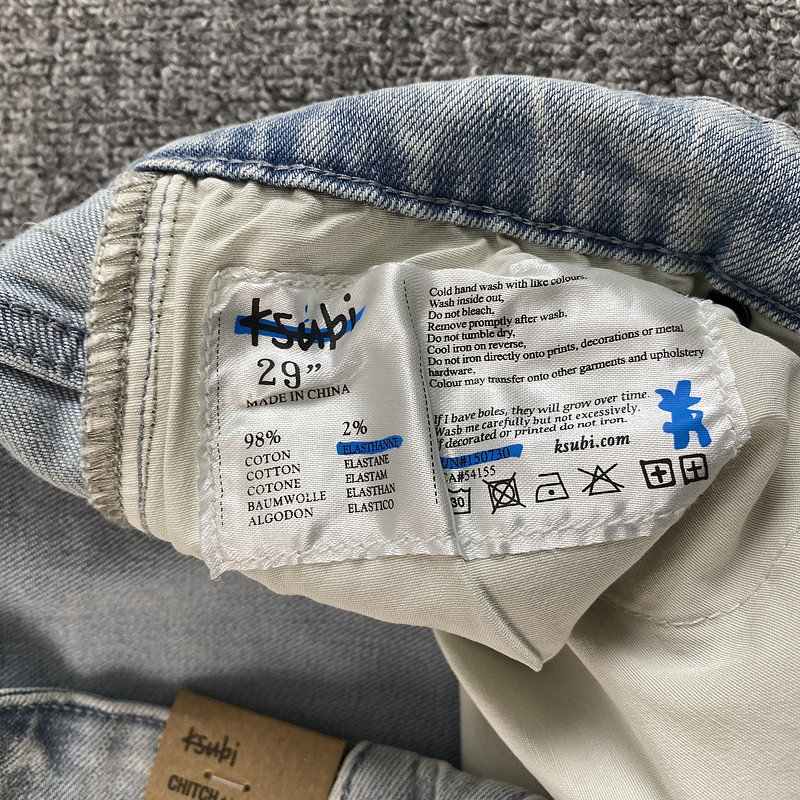 ksubi
29”
MADE IN CHINA
98%
COTON
COTTON
COTONE
BAUMWOLLE
ALGODON
2%
ELASTHANNE
ELASTANE
ELASTAM
ELASTHAN
ELASTICO
Cold hand wash with like colours.
Wash inside out,
Do not bleach.
Remove promptly after wash.
Do not tumble dry,
Cool iron on reverse,
Do not iron directly onto prints, decorations or metal
hardware,
Colour may transfer onto other garments and upholstery
If I have boles, they will grow over time.
Wash me carefully but not excessively.
If decorated or printed do not iron.
ksubi.com
#150730
A#54155
30
ksubi